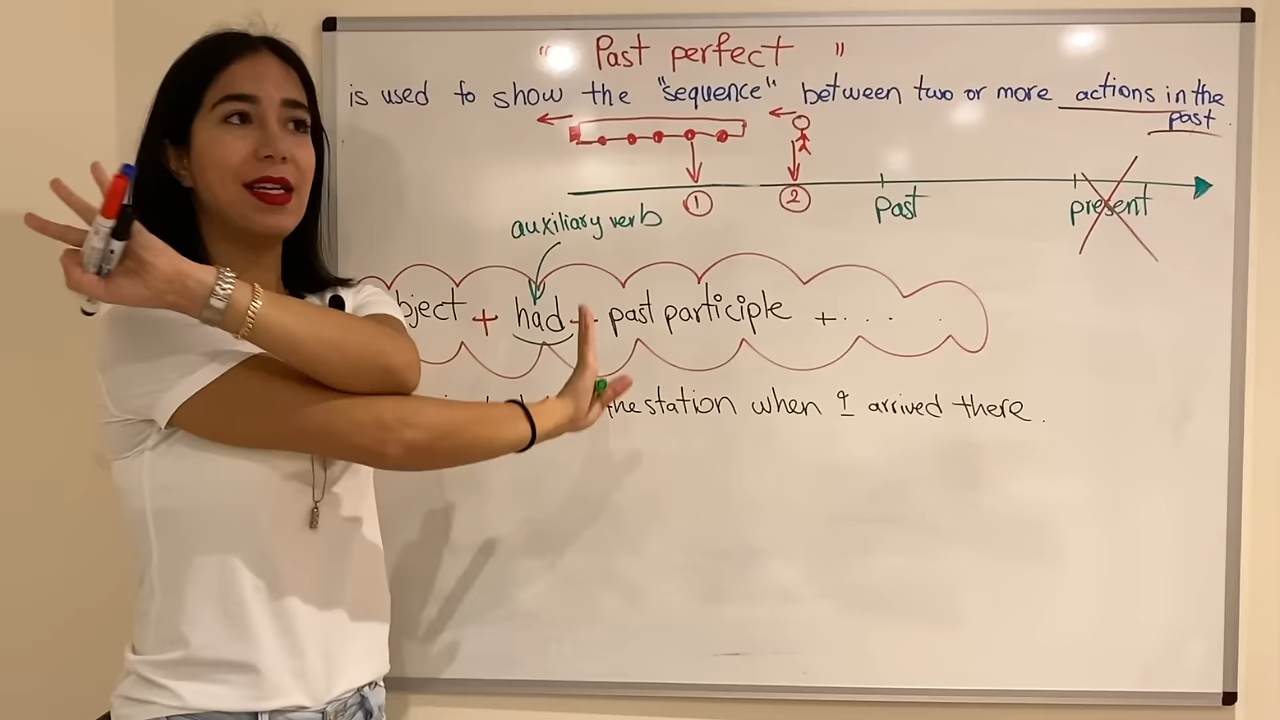 " Past perfect "
is used to show the "sequence" between two or more actions in the
past.
1 2 past present
auxiliary verb
bject + had + past participle + . . . .
the station when I arrived there.